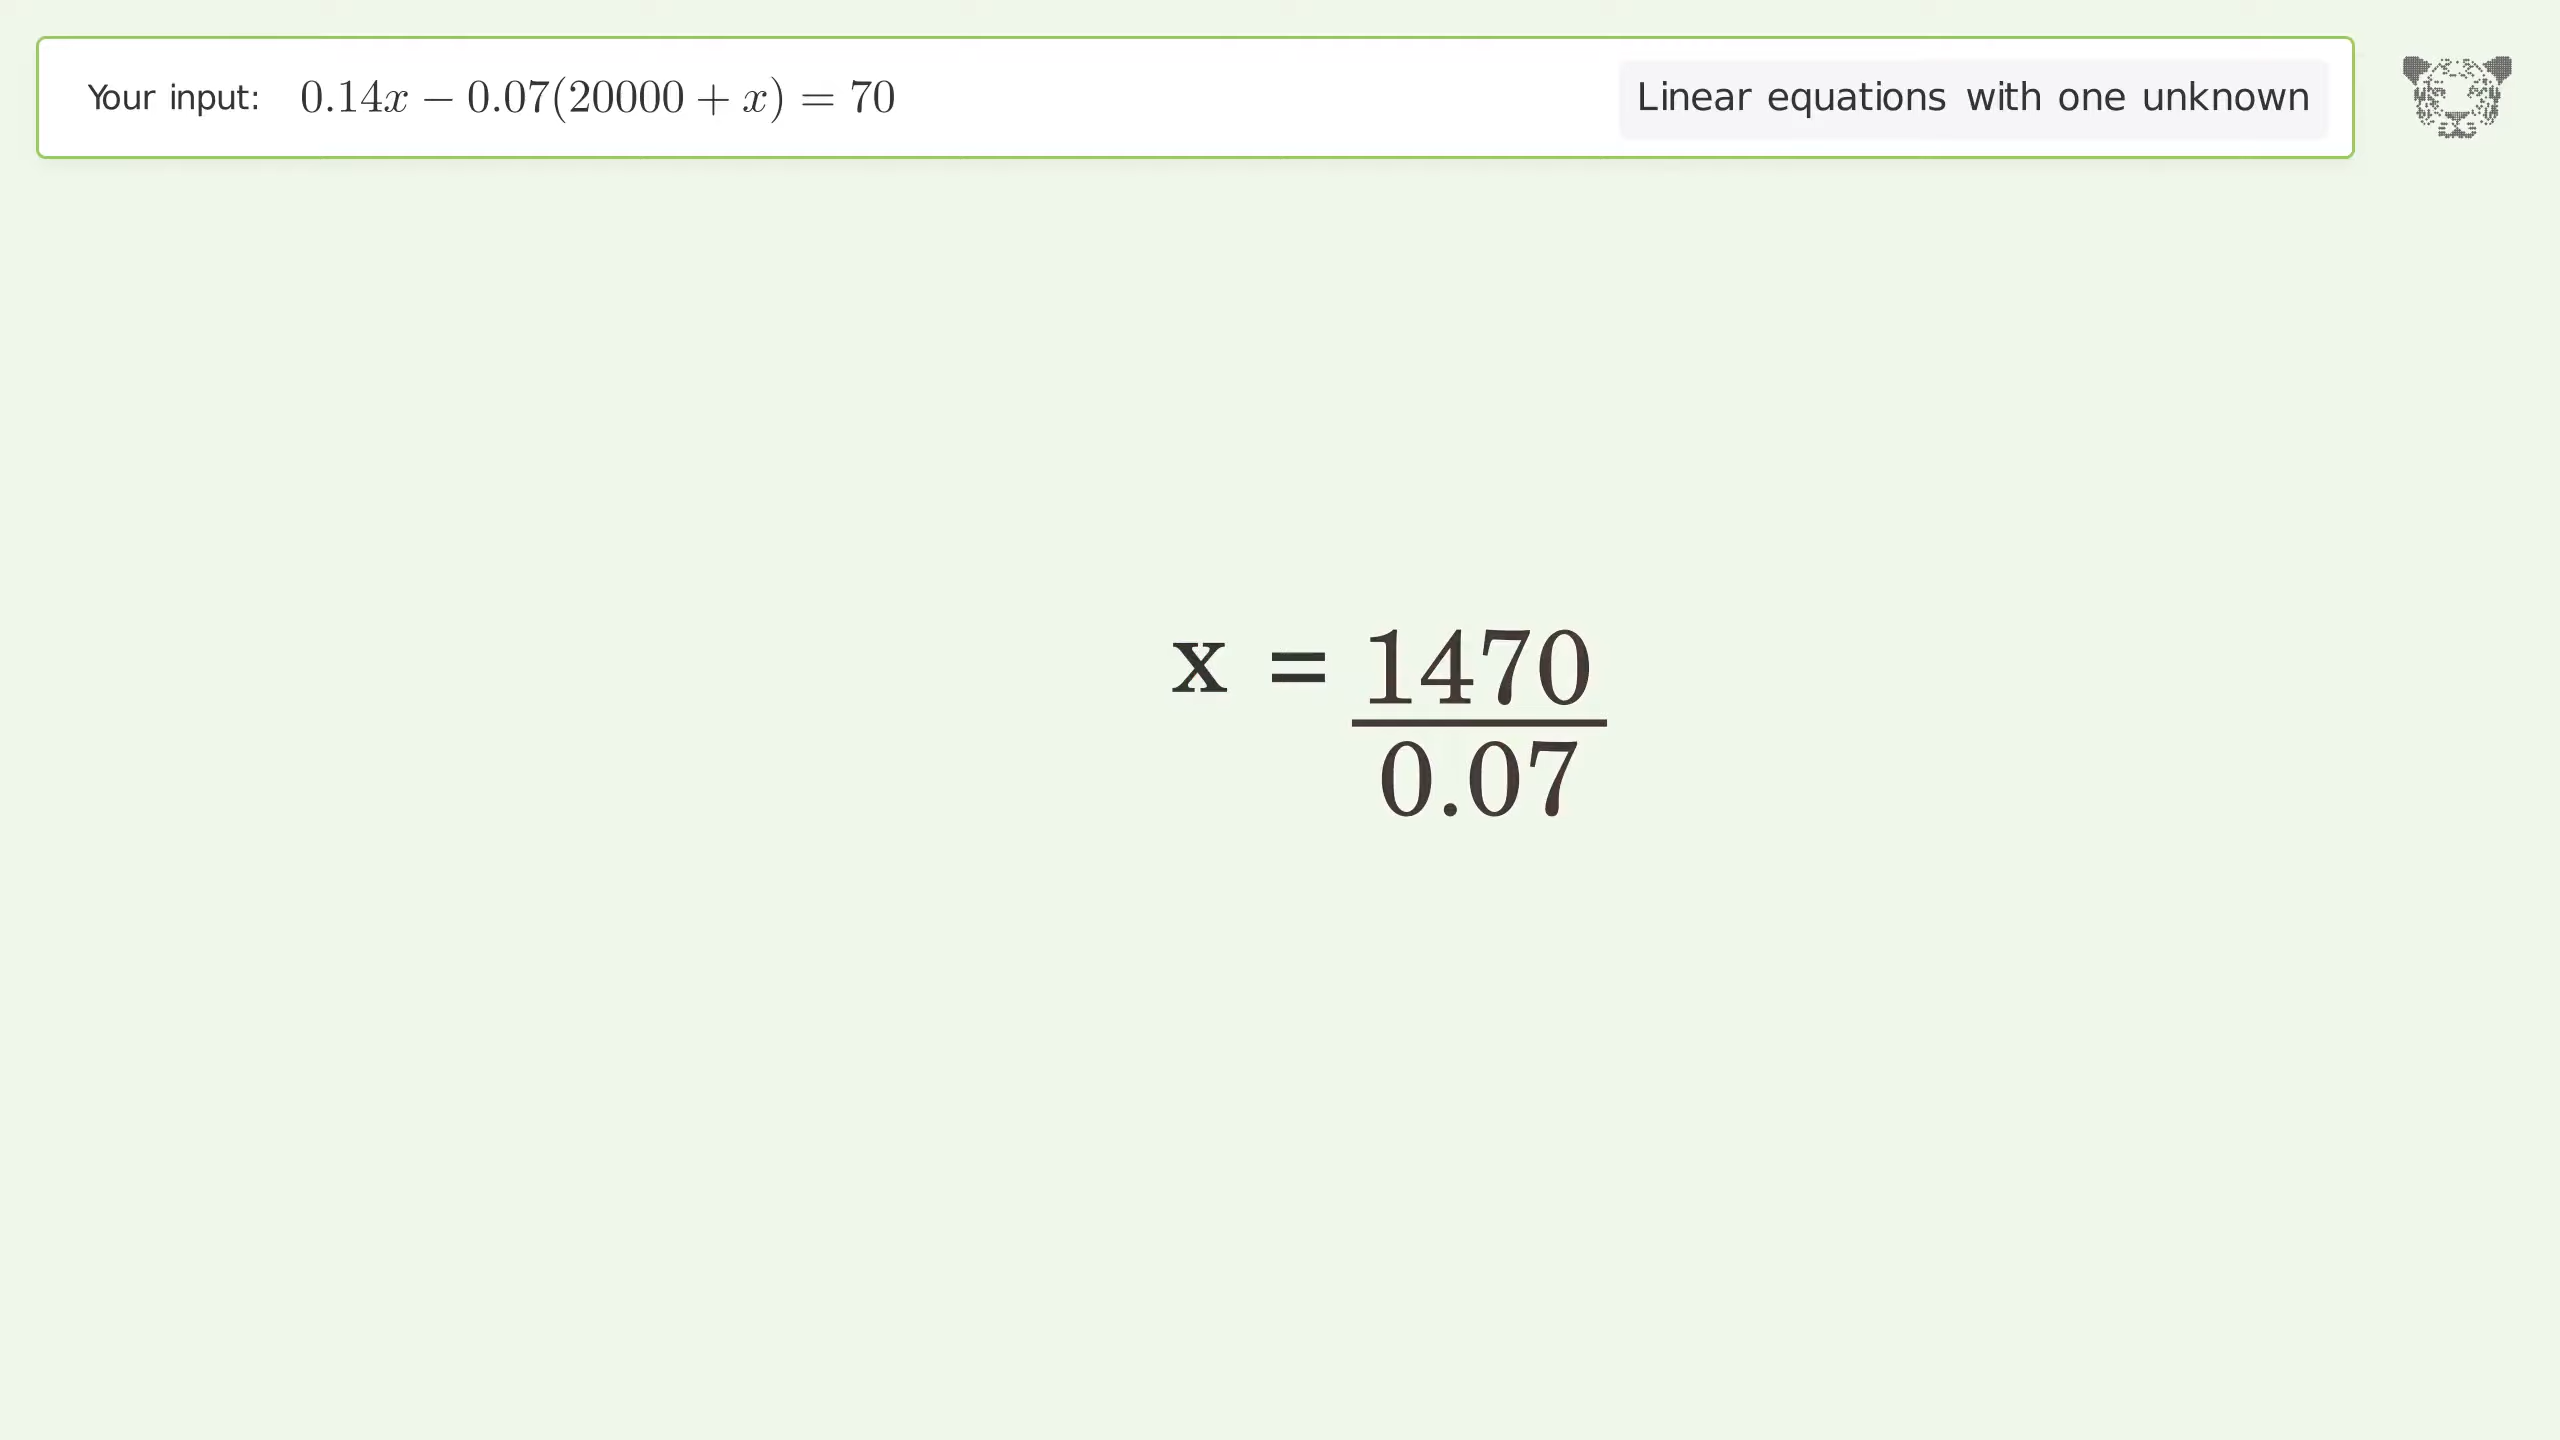 Your input: 0.14x − 0.07(20000 + x) = 70
Linear equations with one unknown
x = 1470
0.07